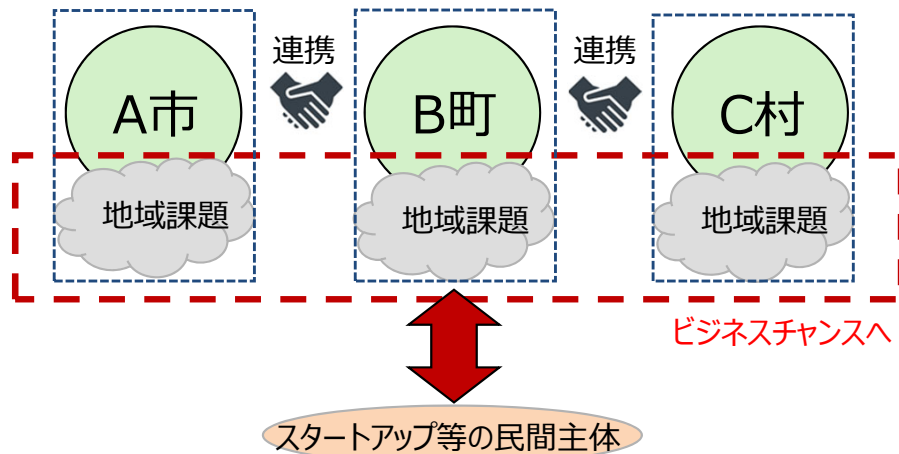 連携
連携
A市
B町
C村
地域課題
地域課題
地域課題
ビジネスチャンスへ
スタートアップ等の民間主体